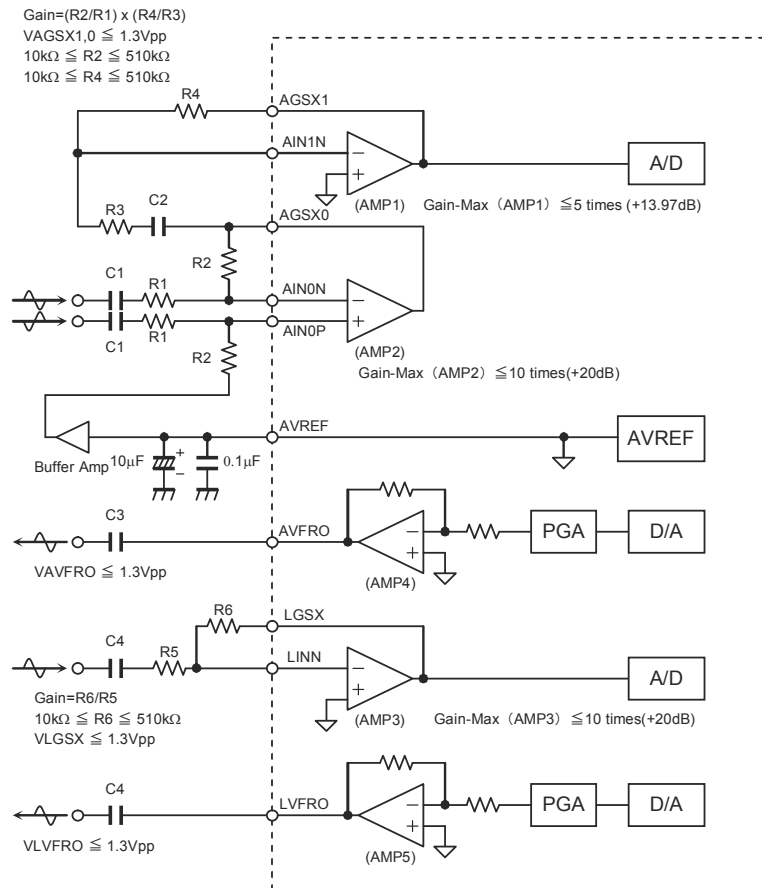 Gain=(R2/R1) x (R4/R3)
VAGSX1,0 ≦ 1.3Vpp
10kΩ ≦ R2 ≦ 510kΩ
10kΩ ≦ R4 ≦ 510kΩ
R4
AGSX1
AIN1N
A/D
(AMP1)
Gain-Max（AMP1）≦5 times (+13.97dB)
R3
C2
AGSX0
R2
C1
R1
AIN0N
AIN0P
C1
R1
R2
(AMP2)
Gain-Max（AMP2）≦10 times(+20dB)
AVREF
AVREF
Buffer Amp
10μF
+
−
0.1μF
C3
AVFRO
PGA
D/A
VAVFRO ≦ 1.3Vpp
(AMP4)
R6
LGSX
C4
R5
LINN
A/D
Gain=R6/R5
10kΩ ≦ R6 ≦ 510kΩ
VLGSX ≦ 1.3Vpp
(AMP3)
Gain-Max（AMP3）≦10 times(+20dB)
C4
LVFRO
PGA
D/A
VLVFRO ≦ 1.3Vpp
(AMP5)